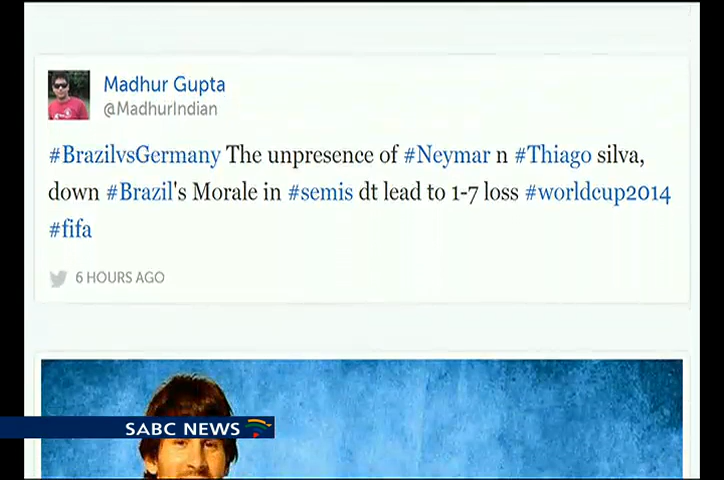 Madhur Gupta
@MadhurIndian
#BrazilvsGermany The unpresence of #Neymar n #Thiago silva,
down #Brazil's Morale in #semis dt lead to 1-7 loss #worldcup2014
#fifa
6 HOURS AGO
SABC NEWS